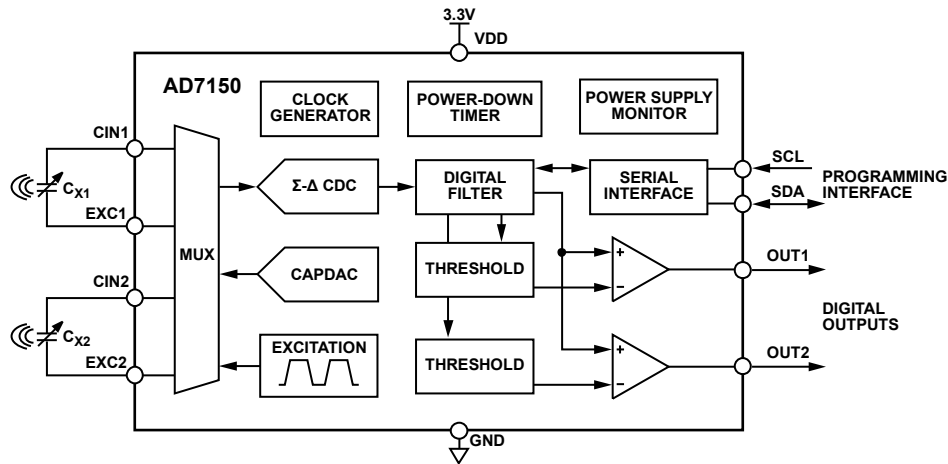 3.3V
VDD
AD7150
CLOCK
GENERATOR
POWER-DOWN
TIMER
POWER SUPPLY
MONITOR
CIN1
CX1
EXC1
MUX
Σ-Δ CDC
DIGITAL
FILTER
SERIAL
INTERFACE
SCL
SDA
PROGRAMMING
INTERFACE
CIN2
CX2
EXC2
CAPDAC
THRESHOLD
+
−
OUT1
DIGITAL
OUTPUTS
EXCITATION
THRESHOLD
+
−
OUT2
GND